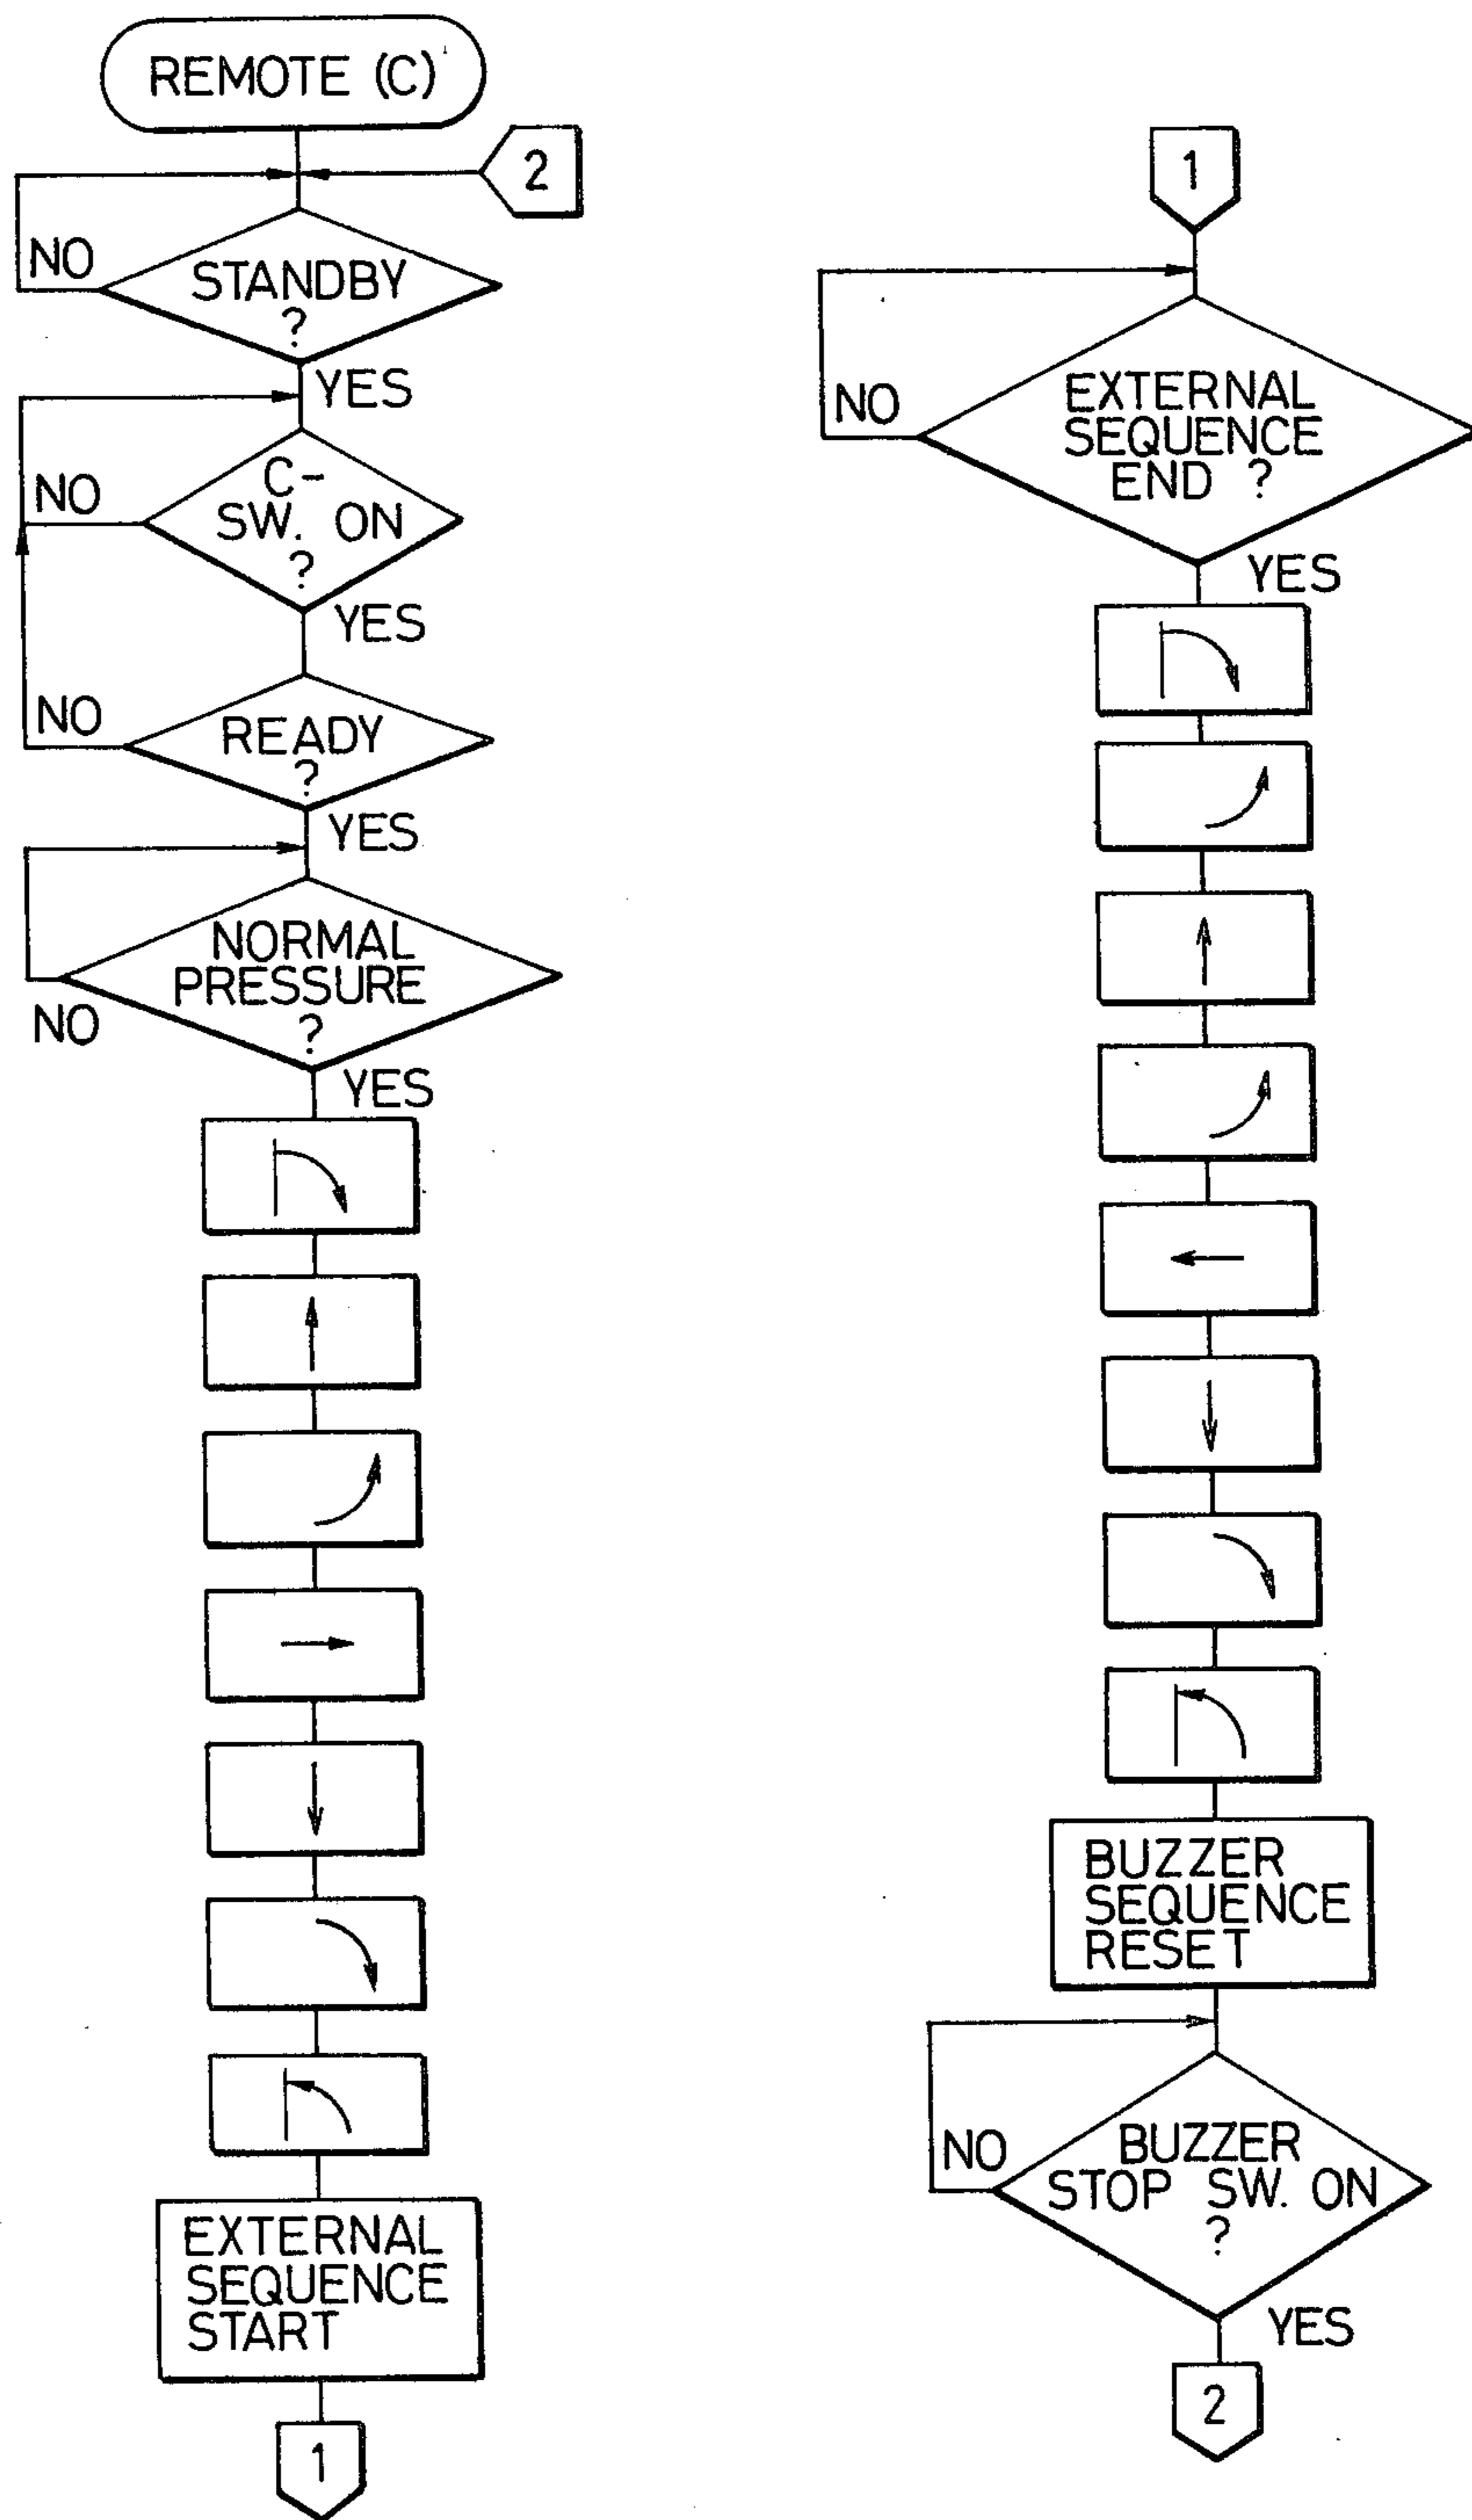 REMOTE (C)
2
NO
STANDBY
?
YES
NO
C-
SW. ON
?
YES
NO
READY
?
YES
NORMAL
PRESSURE
?
NO
YES
EXTERNAL
SEQUENCE
START
1
1
NO
EXTERNAL
SEQUENCE
END ?
YES
BUZZER
SEQUENCE
RESET
NO
BUZZER
STOP SW. ON
?
YES
2